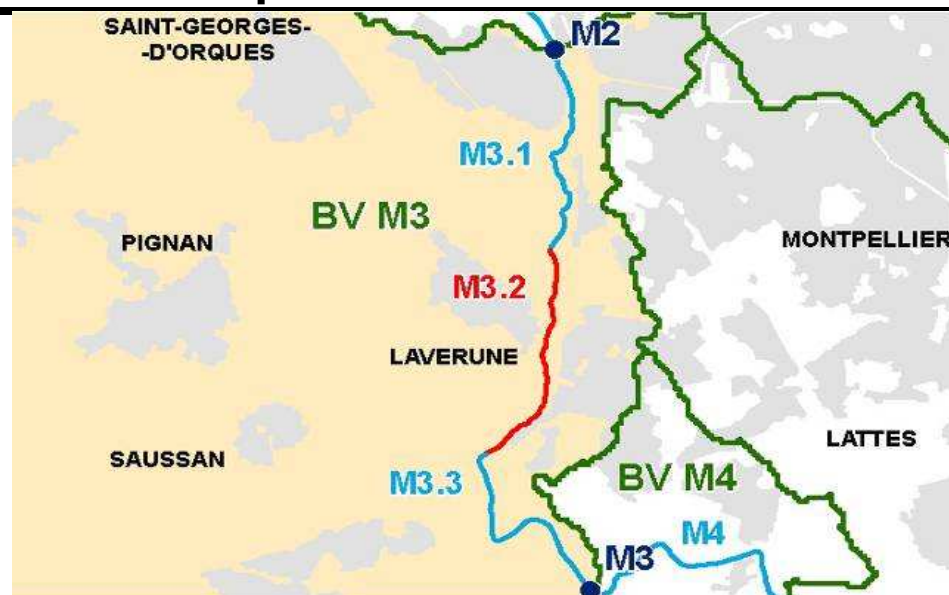 SAINT-GEORGES-
-D'ORQUES
M2
M3.1
BV M3
PIGNAN
MONTPELLIER
M3.2
LAVERUNE
LATTES
SAUSSAN
M3.3
BV M4
M4
M3